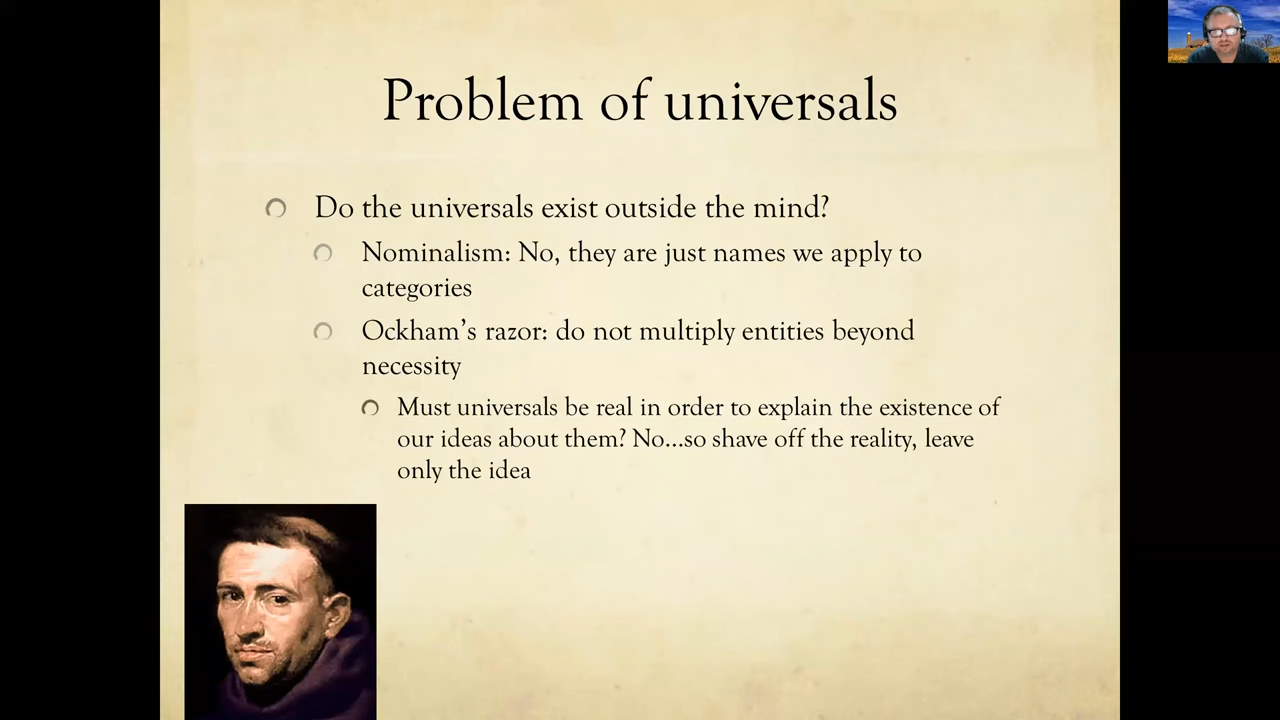 Problem of universals
Do the universals exist outside the mind?
Nominalism: No, they are just names we apply to
categories
Ockham’s razor: do not multiply entities beyond
necessity
Must universals be real in order to explain the existence of
our ideas about them? No...so shave off the reality, leave
only the idea